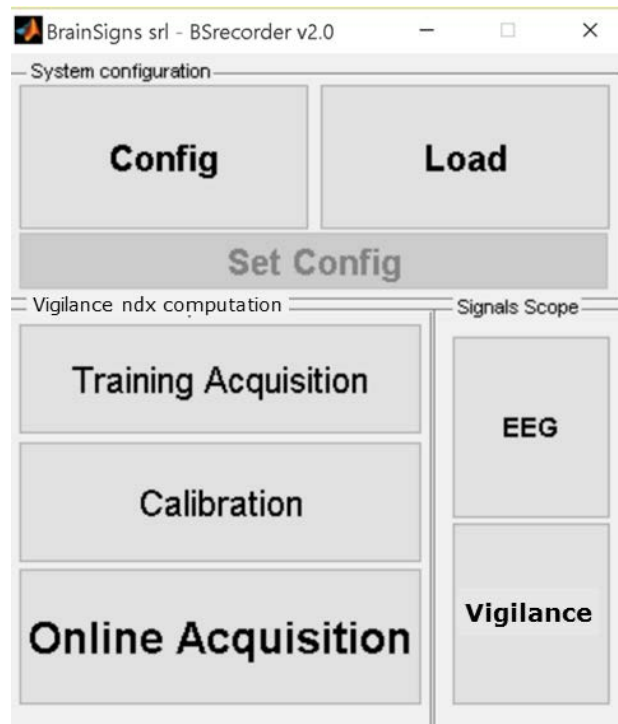 BrainSigns srl - BSrecorder v2.0
System configuration
Config
Load
Set Config
Vigilance ndx computation
Training Acquisition
Calibration
Online Acquisition
Signals Scope
EEG
Vigilance